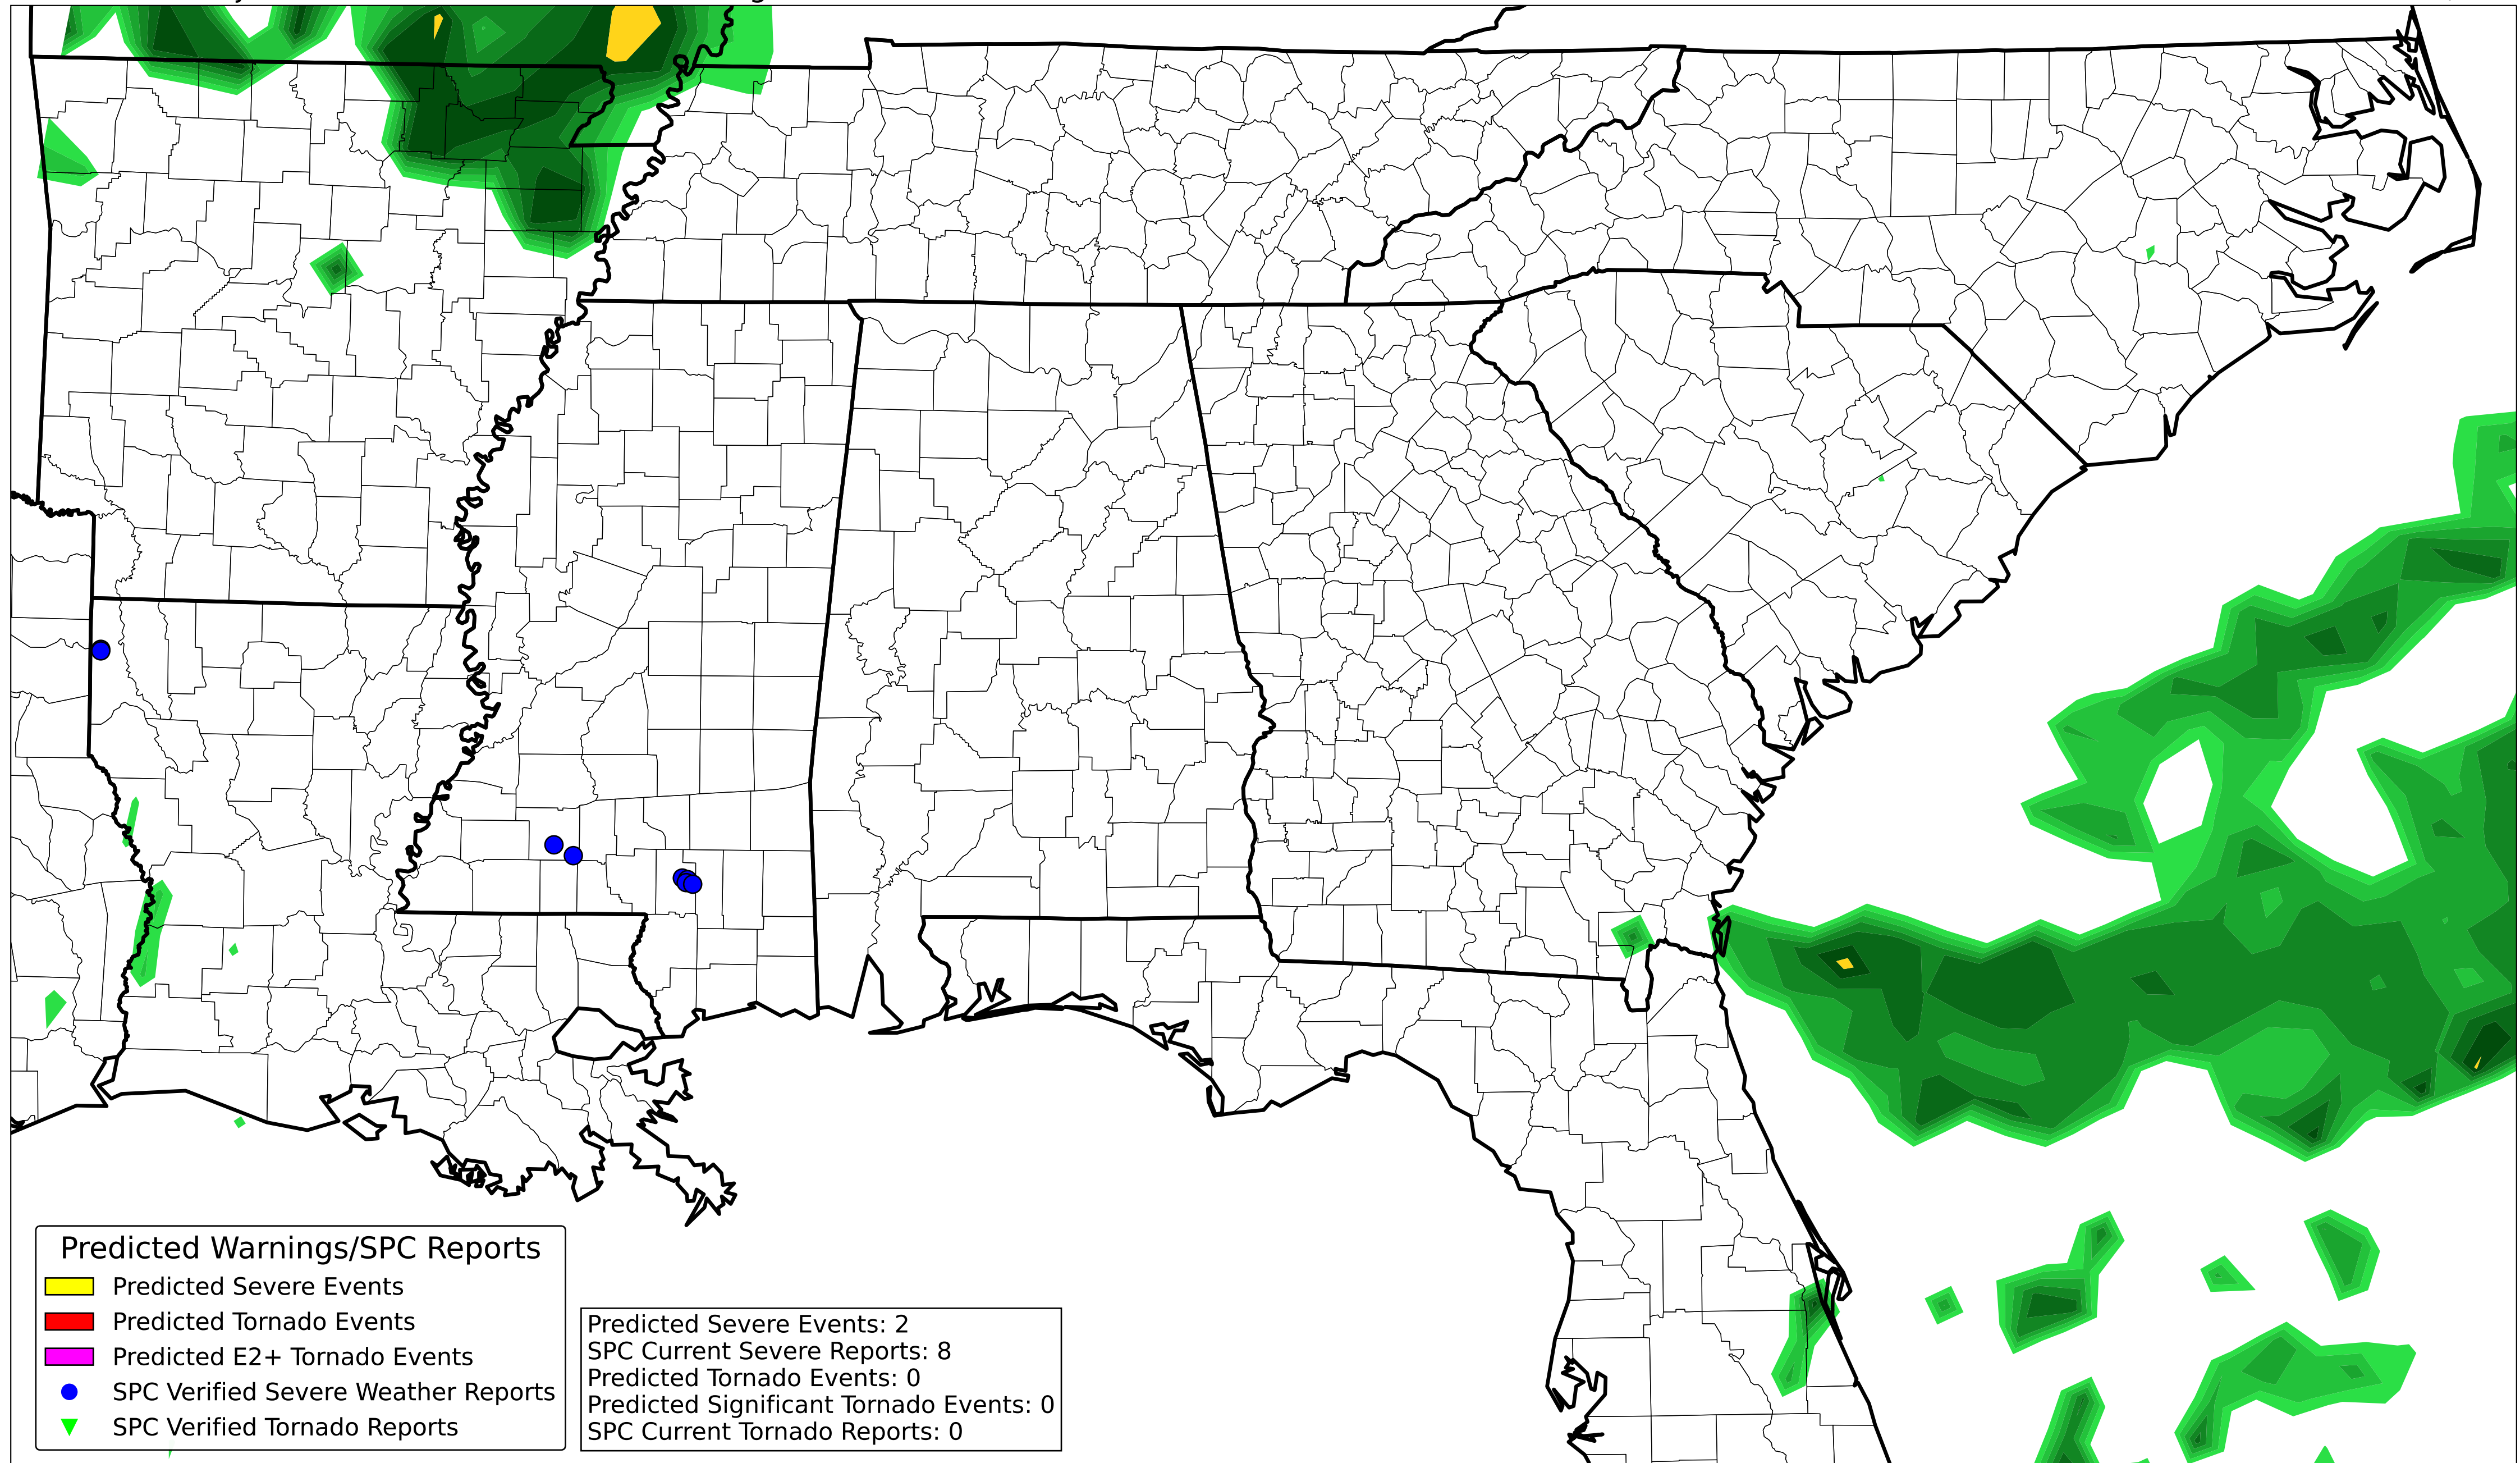 Predicted Warnings/SPC Reports
Predicted Severe Events
Predicted Tornado Events
Predicted E2+ Tornado Events
SPC Verified Severe Weather Reports
SPC Verified Tornado Reports
Predicted Severe Events: 2
SPC Current Severe Reports: 8
Predicted Tornado Events: 0
Predicted Significant Tornado Events: 0
SPC Current Tornado Reports: 0